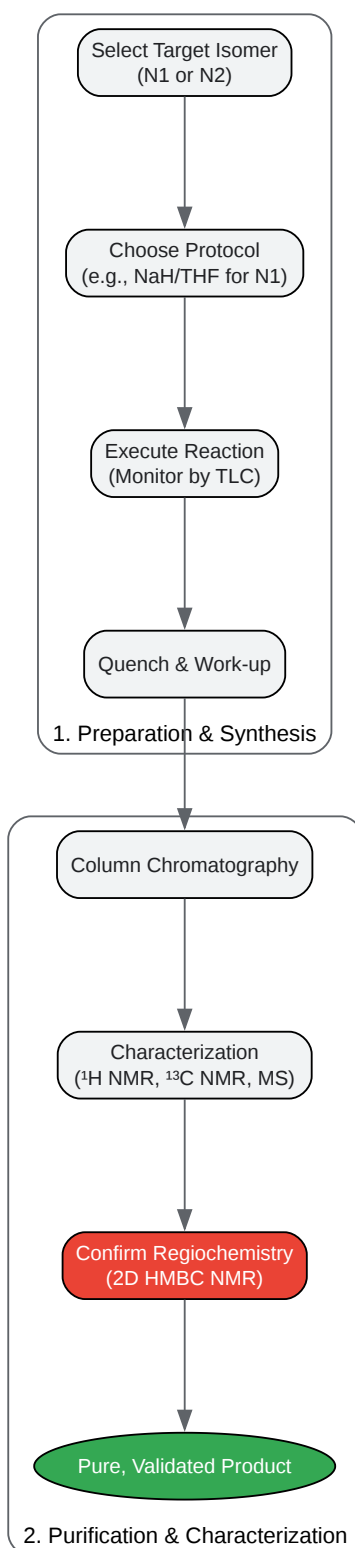 Select Target Isomer
(N1 or N2)
Choose Protocol
(e.g., NaH/THF for N1)
Execute Reaction
(Monitor by TLC)
Quench & Work-up
1. Preparation & Synthesis
Column Chromatography
Characterization
(¹H NMR, ¹³C NMR, MS)
Confirm Regiochemistry
(2D HMBC NMR)
Pure, Validated Product
2. Purification & Characterization